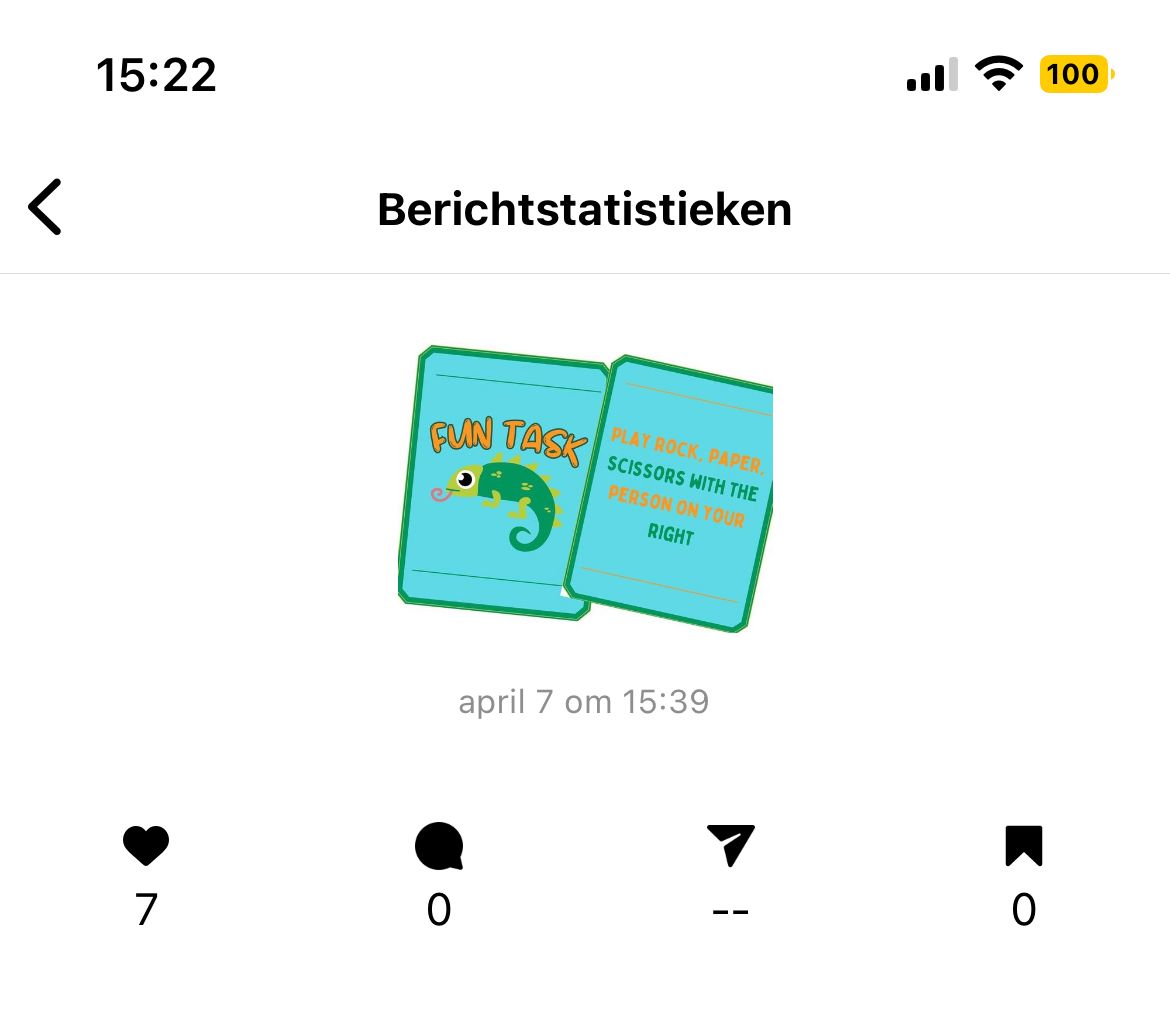 15:22
100
Berichtstatistieken
FUN TASK
PLAY ROCK, PAPER,
SCISSORS WITH THE
PERSON ON YOUR
RIGHT
april 7 om 15:39
7
0
--
0